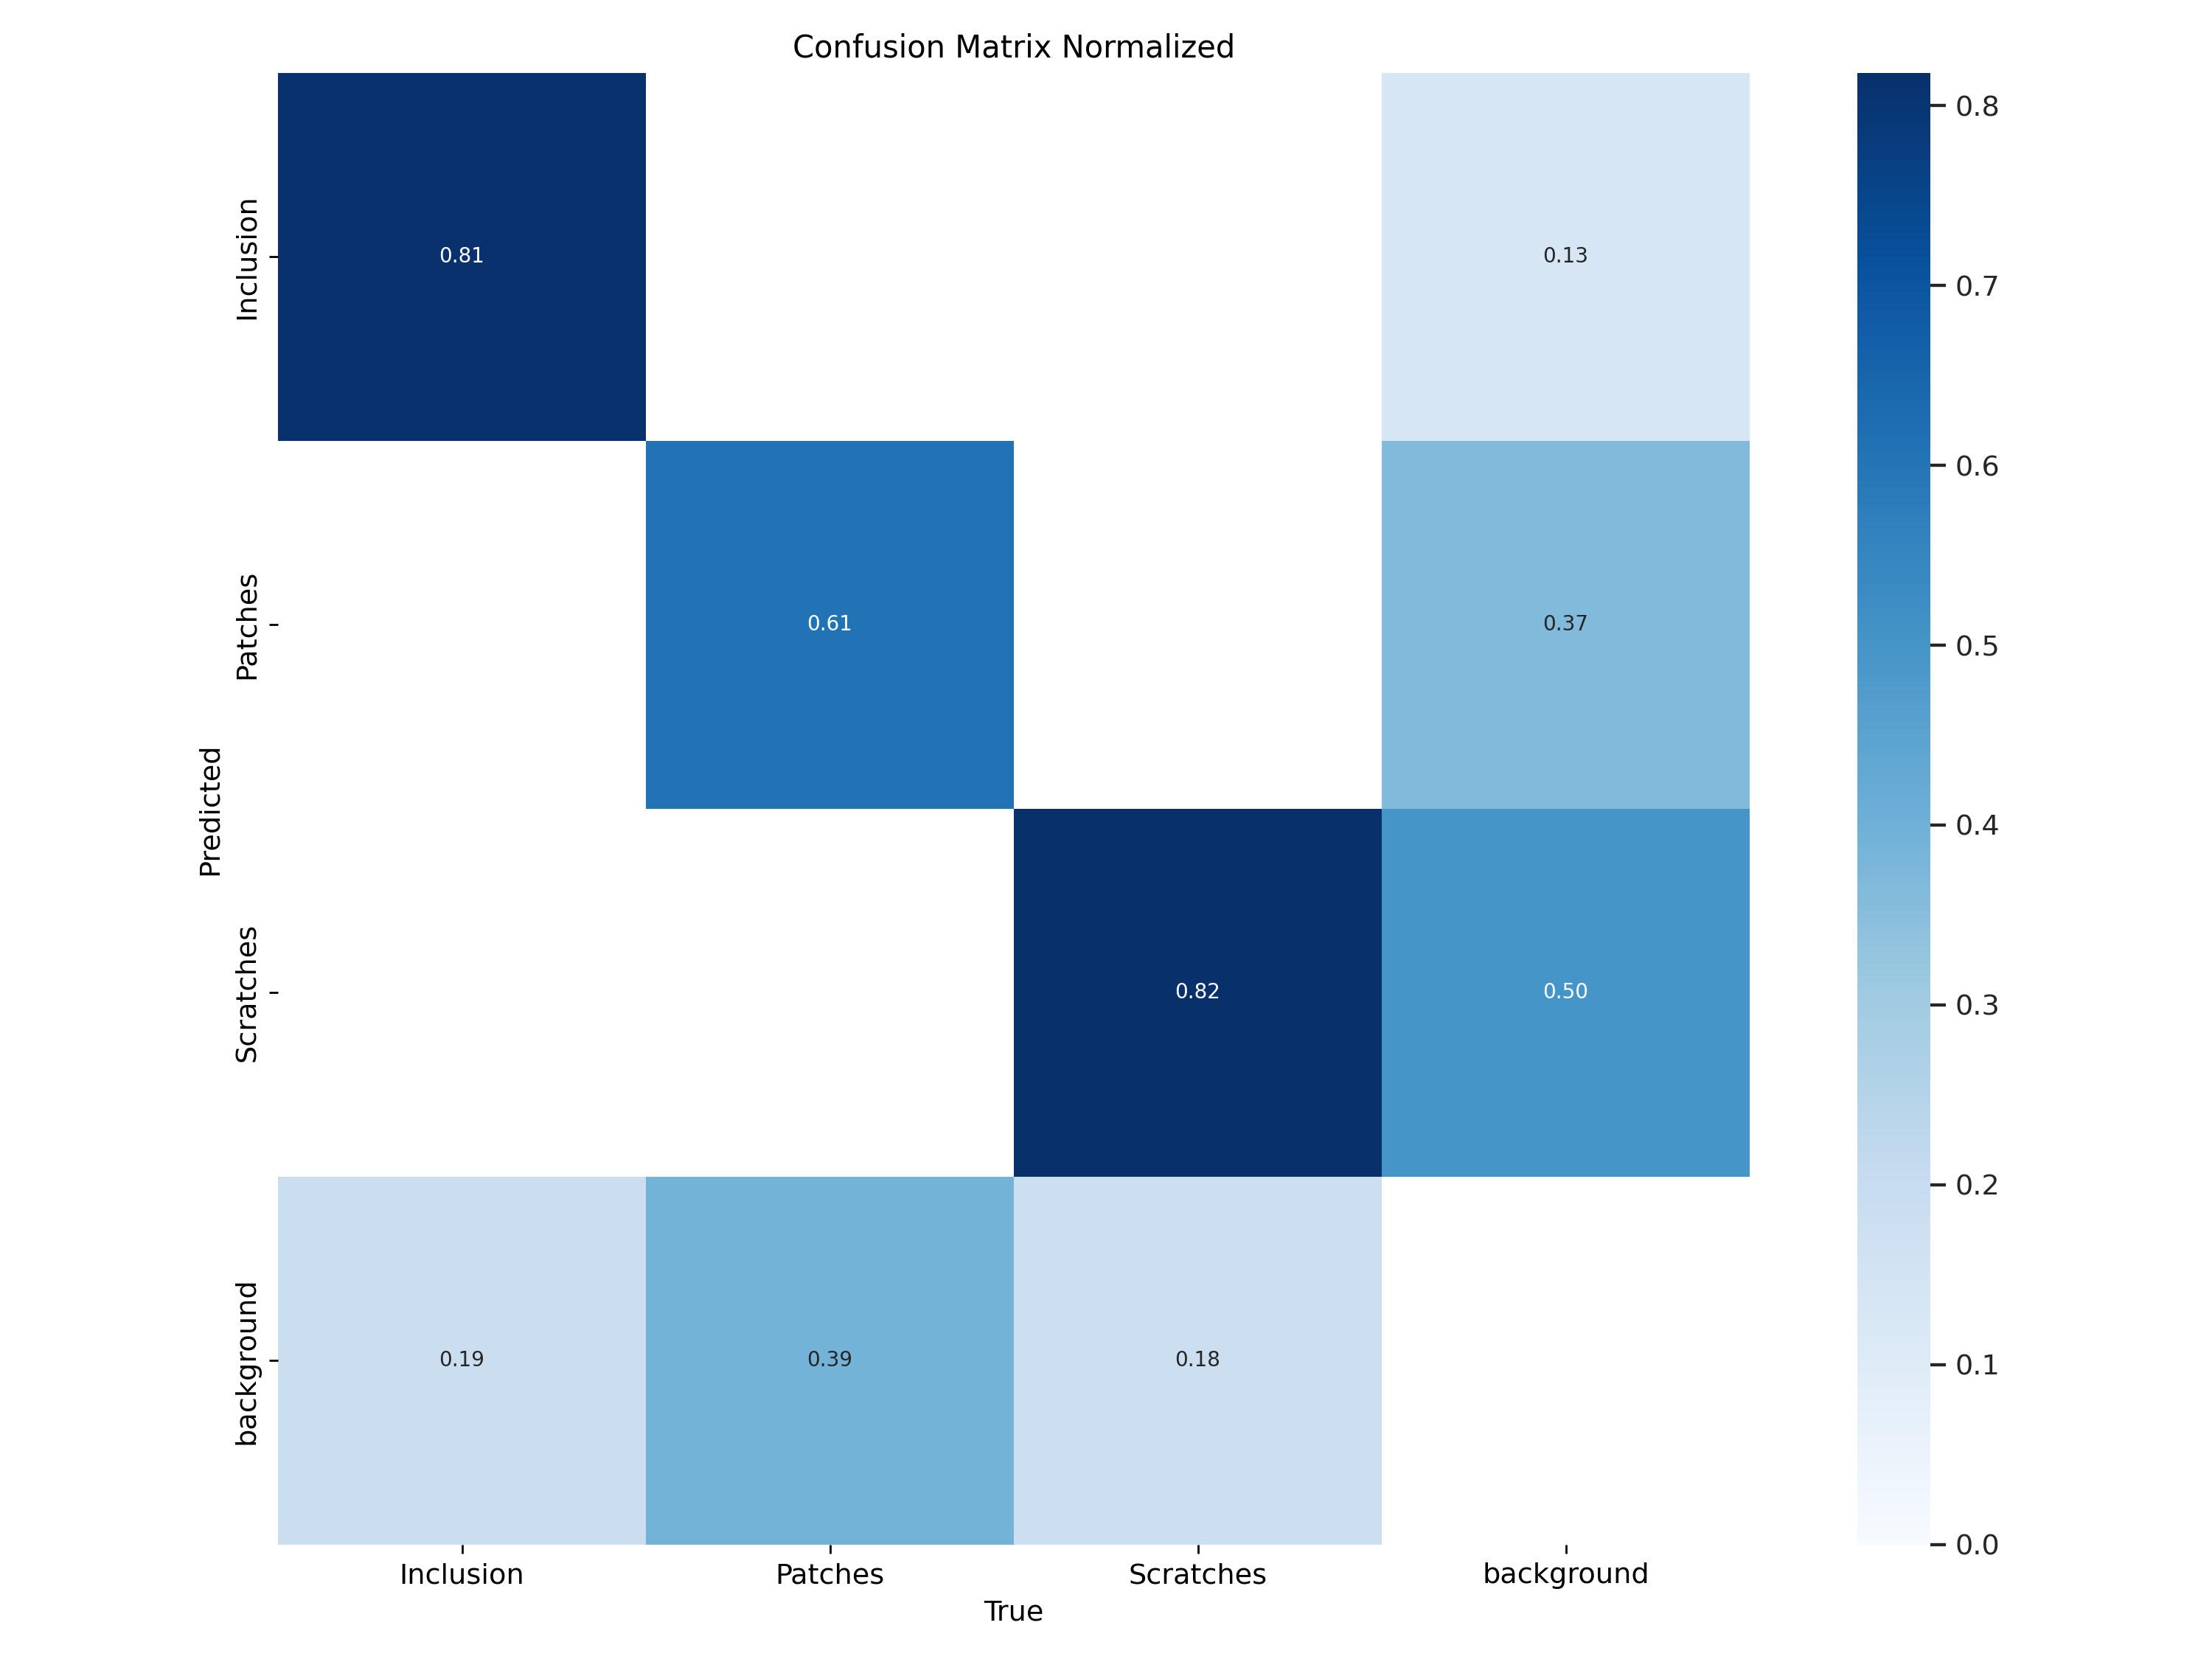 Confusion Matrix Normalized
Inclusion
Patches
Scratches
background
Predicted
0.81
0.13
0.61
0.37
0.82
0.50
0.19
0.39
0.18
Inclusion
Patches
Scratches
background
True
0.8
0.7
0.6
0.5
0.4
0.3
0.2
0.1
0.0